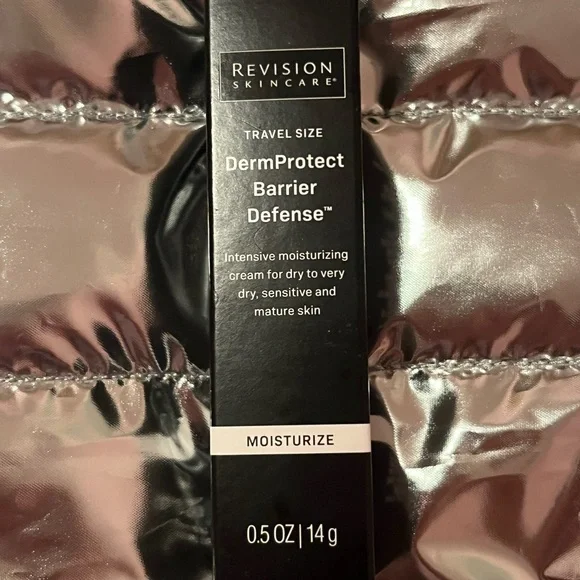 REVISION
SKINCARE®
TRAVEL SIZE
DermProtect
Barrier
Defense™
Intensive moisturizing
cream for dry to very
dry, sensitive and
mature skin
MOISTURIZE
0.5 OZ | 14 g